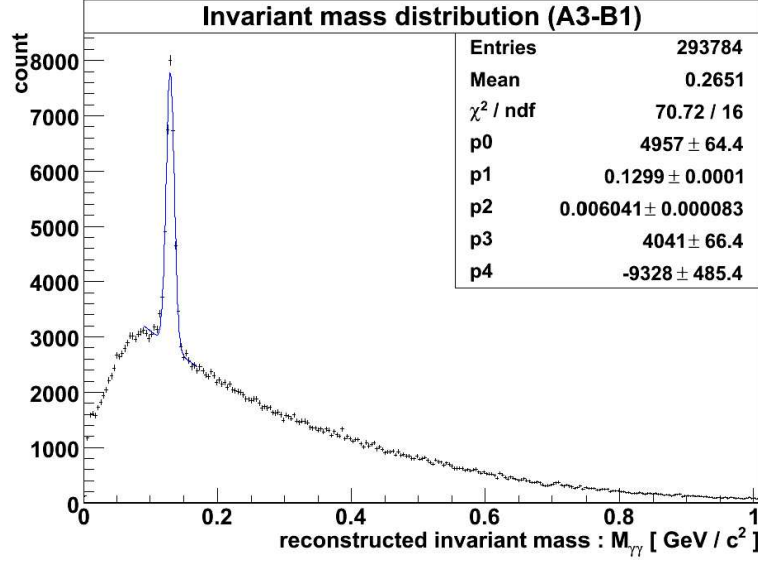 Invariant mass distribution (A3-B1)
count
8000
7000
6000
5000
4000
3000
2000
1000
0
Entries 293784
Mean 0.2651
χ² / ndf 70.72 / 16
p0 4957 ± 64.4
p1 0.1299 ± 0.0001
p2 0.006041 ± 0.000083
p3 4041 ± 66.4
p4 -9328 ± 485.4
0 0.2 0.4 0.6 0.8 1
reconstructed invariant mass : Mγγ [ GeV / c² ]